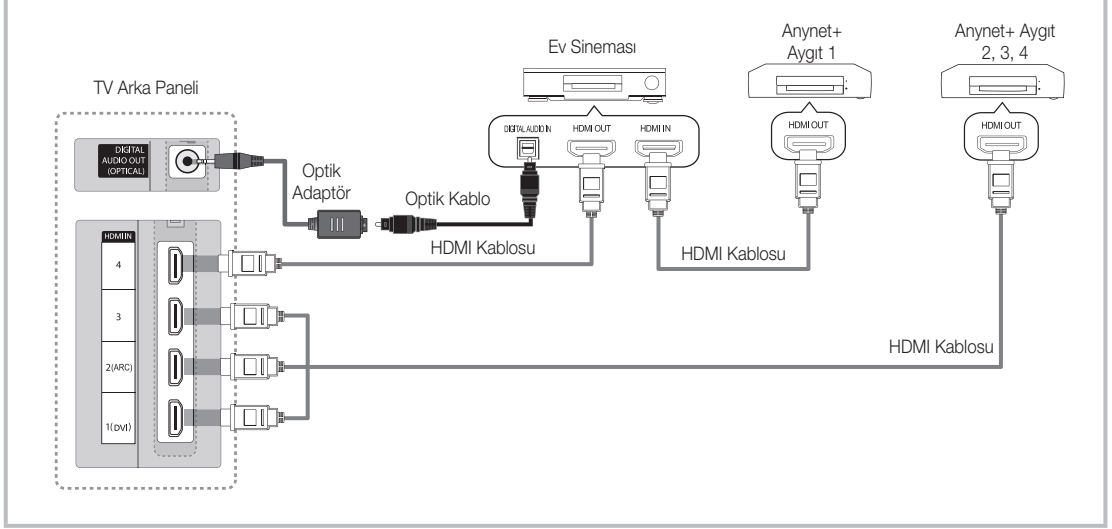 TV Arka Paneli
Ev Sineması
Anynet+
Aygıt 1
Anynet+ Aygıt
2, 3, 4
DIGITAL
AUDIO OUT
(OPTICAL)
DIGITAL AUDIO IN
HDMI OUT
HDMI IN
HDMI OUT
HDMI OUT
Optik
Adaptör
Optik Kablo
HDMI Kablosu
HDMI Kablosu
HDMI Kablosu
HDMI IN
4
3
2(ARC)
1(DVI)